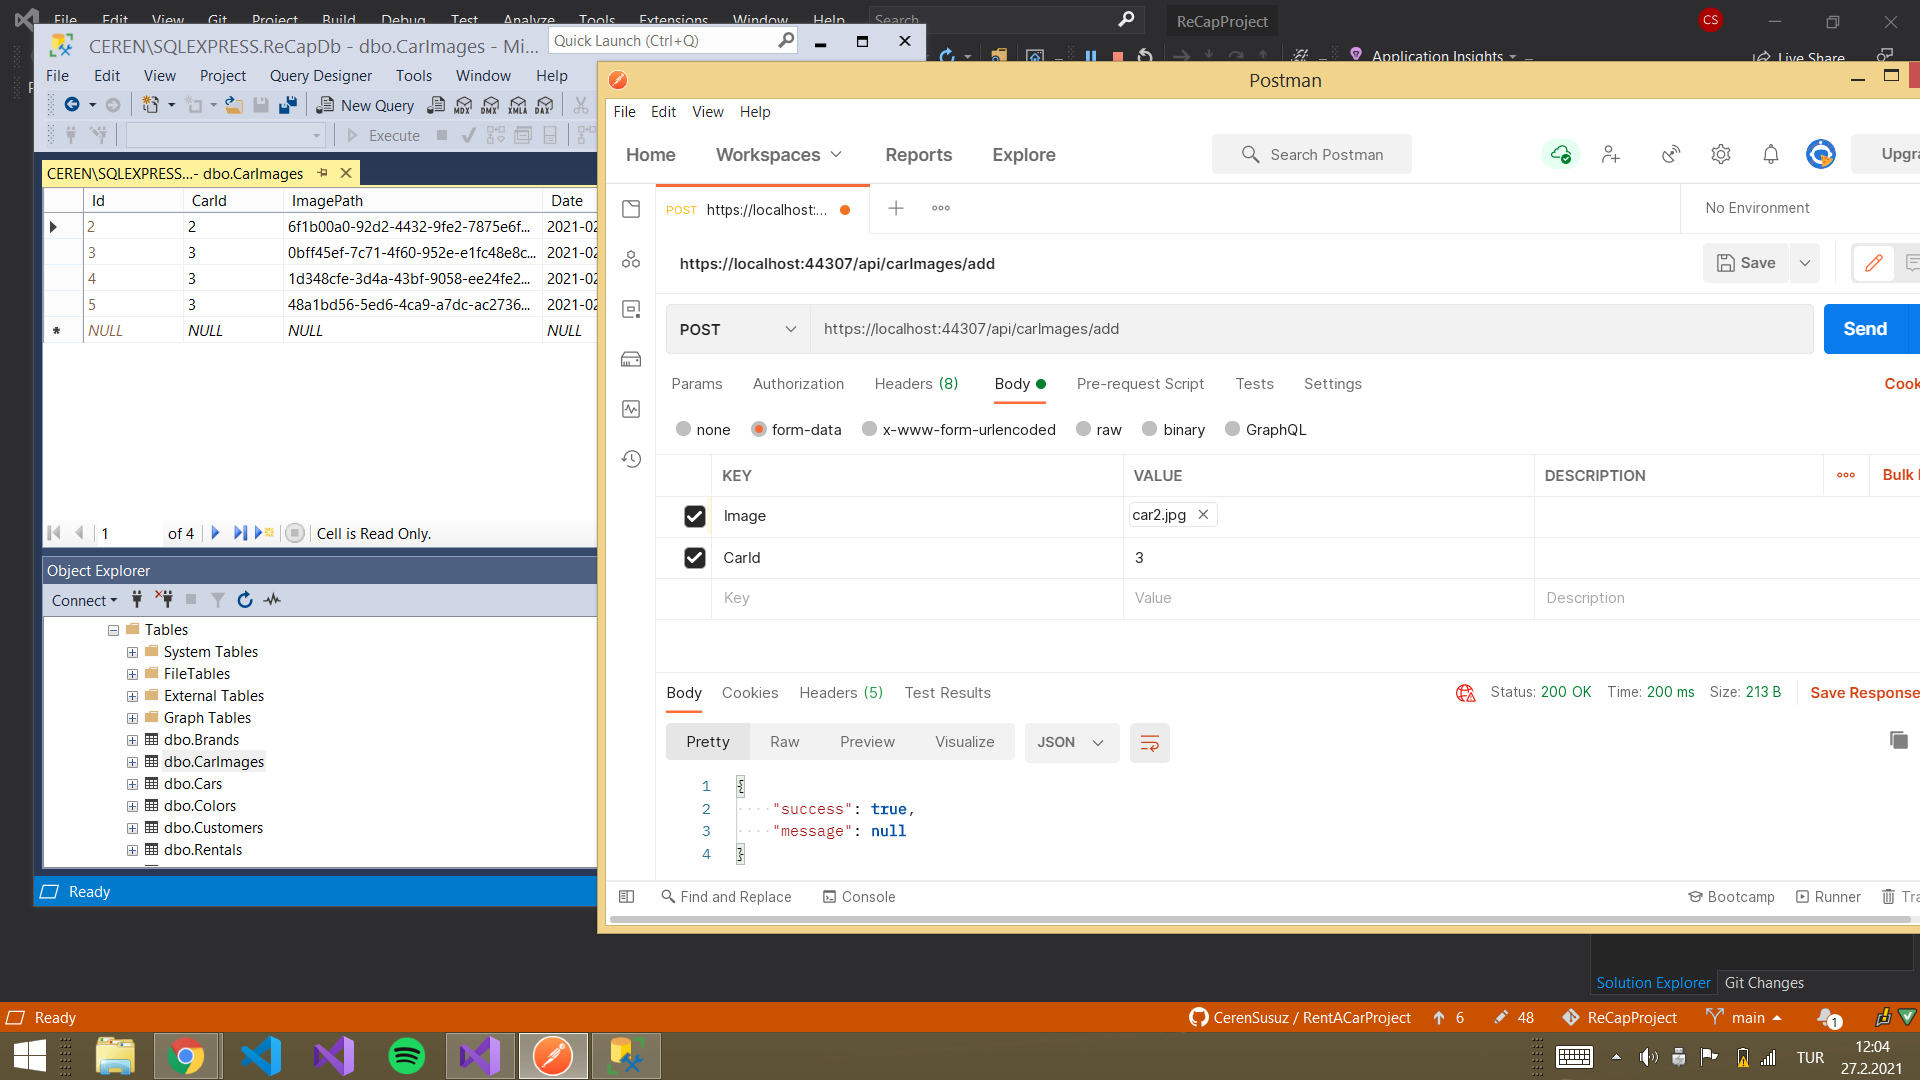 File Edit View Git Project Build Debug Test Analyze Tools Extensions Window Help Search ReCapProject CS
Application Insights Live Share
CEREN\SQLEXPRESS.ReCapDb - dbo.CarImages - Mi... Quick Launch (Ctrl+Q)
File Edit View Project Query Designer Tools Window Help
New Query MDX DMX XMLA DAX
Execute
CEREN\SQLEXPRESS...- dbo.CarImages
Id CarId ImagePath Date
2 2 6f1b00a0-92d2-4432-9fe2-7875e6f... 2021-02
3 3 0bff45ef-7c71-4f60-952e-e1fc48e8c... 2021-02
4 3 1d348cfe-3d4a-43bf-9058-ee24fe2... 2021-02
5 3 48a1bd56-5ed6-4ca9-a7dc-ac2736... 2021-02
* NULL NULL NULL NULL
1 of 4 Cell is Read Only.
Object Explorer
Connect
Tables
System Tables
FileTables
External Tables
Graph Tables
dbo.Brands
dbo.CarImages
dbo.Cars
dbo.Colors
dbo.Customers
dbo.Rentals
Ready
Postman
File Edit View Help
Home Workspaces Reports Explore Search Postman Upgra
POST https://localhost:... No Environment
https://localhost:44307/api/carImages/add Save
POST https://localhost:44307/api/carImages/add Send
Params Authorization Headers (8) Body Pre-request Script Tests Settings Cook
none form-data x-www-form-urlencoded raw binary GraphQL
KEY VALUE DESCRIPTION Bulk
Image car2.jpg
CarId 3
Key Value Description
Body Cookies Headers (5) Test Results Status: 200 OK Time: 200 ms Size: 213 B Save Response
Pretty Raw Preview Visualize JSON
1 {
2 "success": true,
3 "message": null
4 }
Find and Replace Console Bootcamp Runner Tra
Solution Explorer Git Changes
Ready CerenSusuz / RentACarProject 6 48 ReCapProject main 1
TUR 12:04
27.2.2021